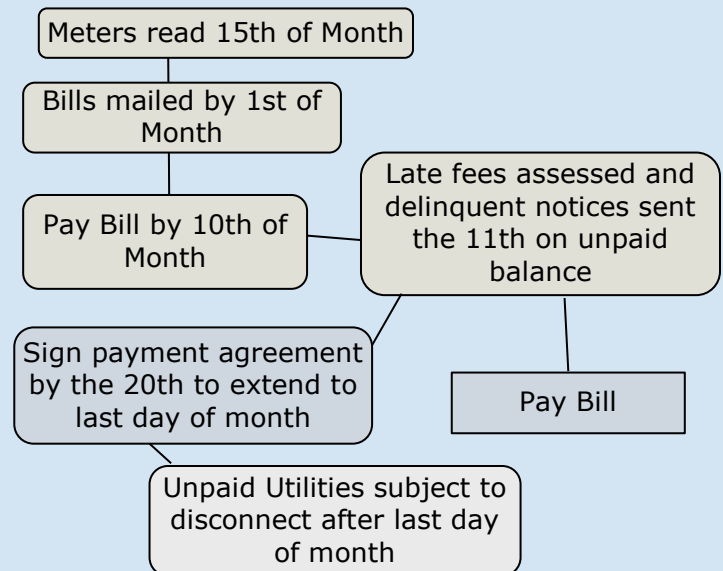 Meters read 15th of Month
Bills mailed by 1st of
Month
Pay Bill by 10th of
Month
Late fees assessed and
delinquent notices sent
the 11th on unpaid
balance
Sign payment agreement
by the 20th to extend to
last day of month
Pay Bill
Unpaid Utilities subject to
disconnect after last day
of month